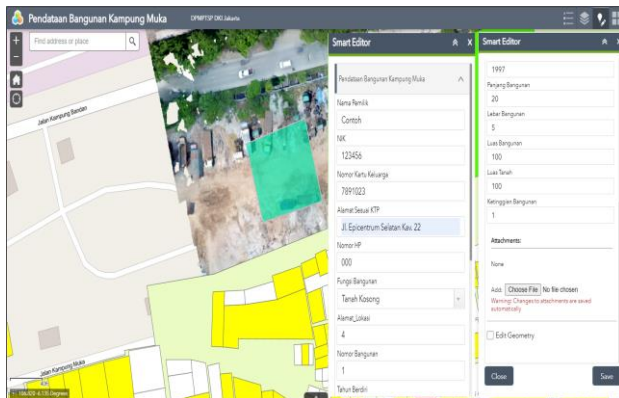 Pendataan Bangunan Kampung Muka
DPMPTSP DKI Jakarta
Find address or place
Jalan Kampung Bandan
Jalan Kampung Muka
Smart Editor
Pendataan Bangunan Kampung Muka
Nama Pemilik
Contoh
NIK
123456
Nomor Kartu Keluarga
7891023
Alamat Sesuai KTP
Jl. Epicentrum Selatan Kav. 22
Nomor HP
000
Fungsi Bangunan
Tanah Kosong
Alamat_Lokasi
4
Nomor Bangunan
1
Tahun Berdiri
Smart Editor
1997
Panjang Bangunan
20
Lebar Bangunan
5
Luas Bangunan
100
Luas Tanah
100
Ketinggian Bangunan
1
Attachments:
None
Add: Choose File No file chosen
Warning: Changes to attachments are saved
automatically
Edit Geometry
Close
Save